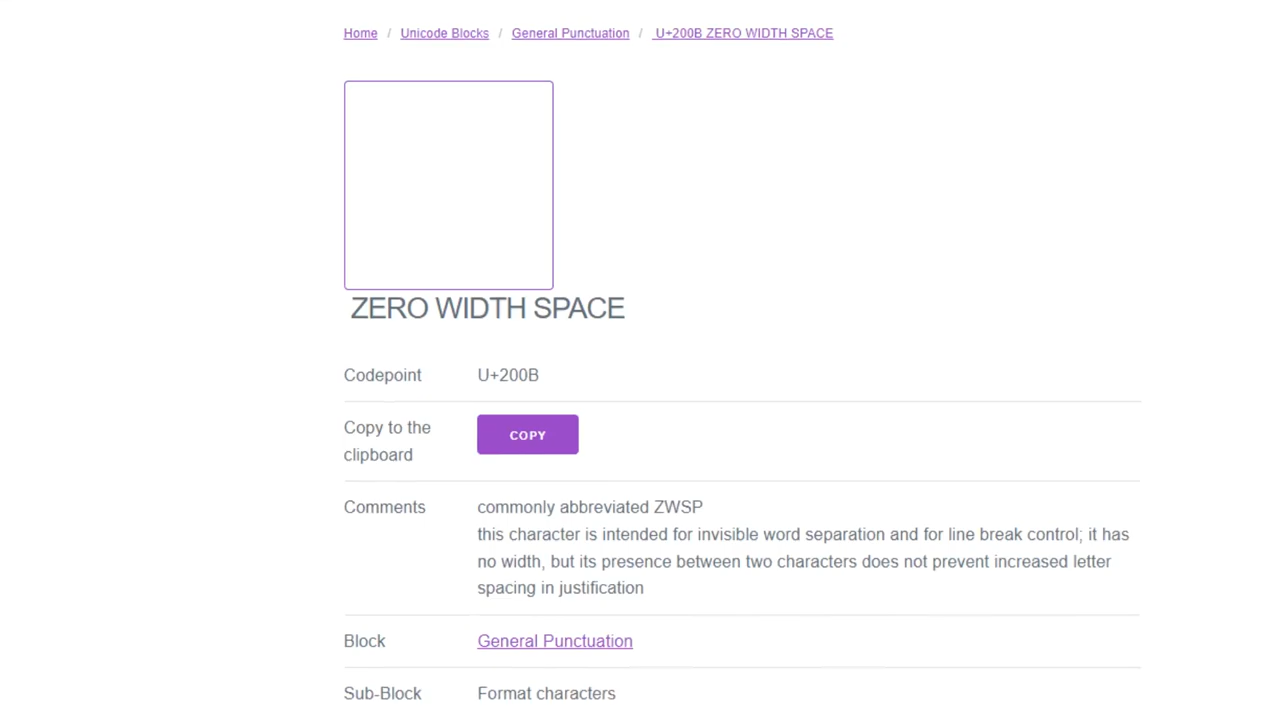 Home / Unicode Blocks / General Punctuation / U+200B ZERO WIDTH SPACE
ZERO WIDTH SPACE
Codepoint U+200B
Copy to the clipboard COPY
Comments commonly abbreviated ZWSP
this character is intended for invisible word separation and for line break control; it has
no width, but its presence between two characters does not prevent increased letter
spacing in justification
Block General Punctuation
Sub-Block Format characters